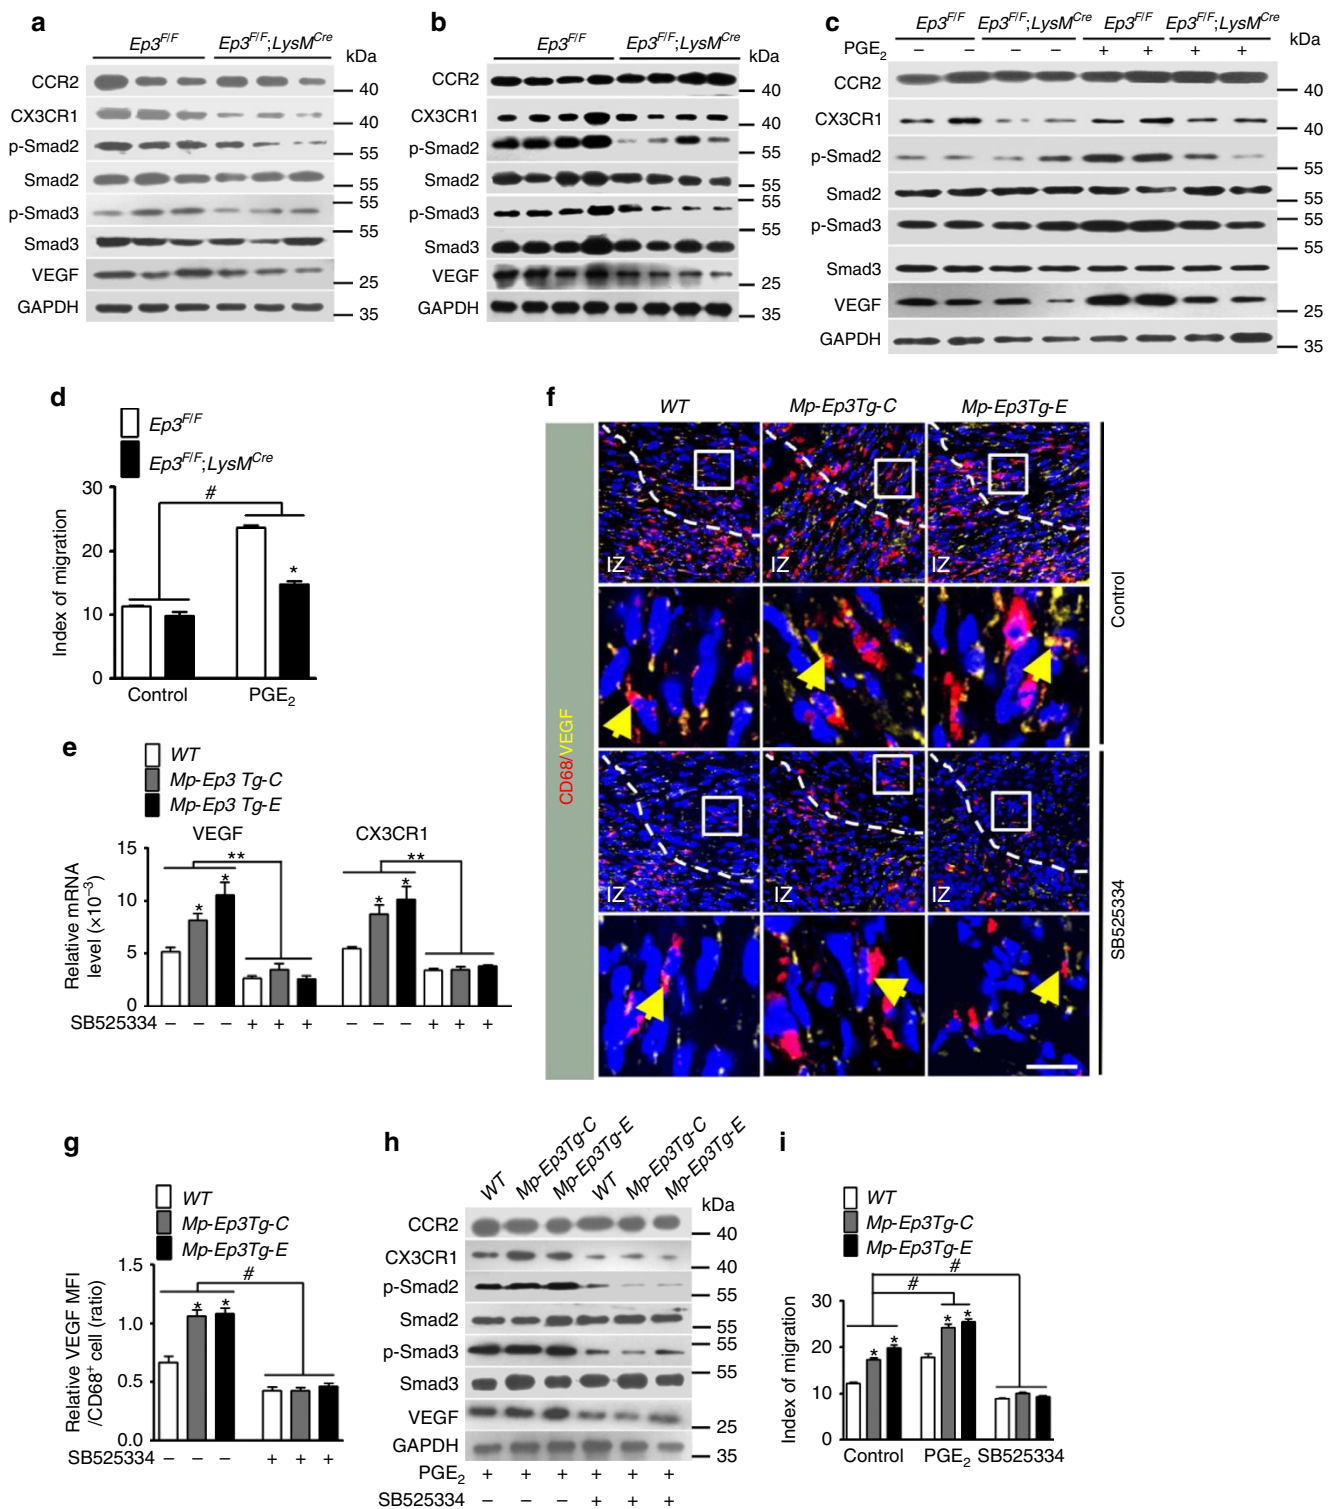 a
Ep3F/F Ep3F/F;LysMCre
kDa
CCR2
40
CX3CR1
40
p-Smad2
55
Smad2
55
p-Smad3
55
Smad3
55
VEGF
25
GAPDH
35
b
Ep3F/F Ep3F/F;LysMCre
kDa
CCR2
40
CX3CR1
40
p-Smad2
55
Smad2
55
p-Smad3
55
Smad3
55
VEGF
25
GAPDH
35
c
Ep3F/F Ep3F/F;LysMCre Ep3F/F Ep3F/F;LysMCre
kDa
PGE2 – – – – + + + +
CCR2
40
CX3CR1
40
p-Smad2
55
Smad2
55
p-Smad3
55
Smad3
VEGF
25
GAPDH
35
d
Ep3F/F
Ep3F/F;LysMCre
Index of migration
30
20
10
0
#
*
Control PGE2
e
WT
Mp-Ep3 Tg-C
Mp-Ep3 Tg-E
VEGF CX3CR1
Relative mRNA
level (×10−3)
15
10
5
0
** **
* * * *
SB525334 – – – + + + – – – + + +
f
WT Mp-Ep3Tg-C Mp-Ep3Tg-E
CD68/VEGF
IZ IZ IZ
Control
IZ IZ IZ
SB525334
g
WT
Mp-Ep3Tg-C
Mp-Ep3Tg-E
Relative VEGF MFI
/CD68+ cell (ratio)
1.5
1.0
0.5
0.0
#
* *
SB525334 – – – + + +
h
WT Mp-Ep3Tg-C Mp-Ep3Tg-E WT Mp-Ep3Tg-C Mp-Ep3Tg-E
kDa
CCR2
40
CX3CR1
40
p-Smad2
55
Smad2
55
p-Smad3
55
Smad3
55
VEGF
25
GAPDH
35
PGE2 + + + + + +
SB525334 – – – + + +
i
WT
Mp-Ep3Tg-C
Mp-Ep3Tg-E
Index of migration
30
20
10
0
#
#
* * * *
Control PGE2 SB525334